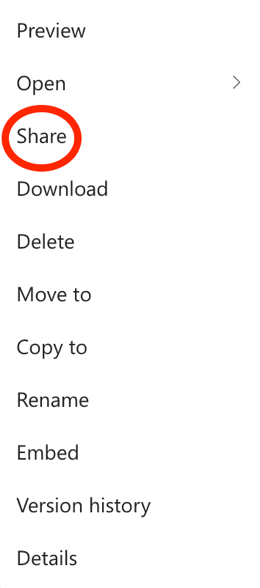 Preview
Open
Share
Download
Delete
Move to
Copy to
Rename
Embed
Version history
Details